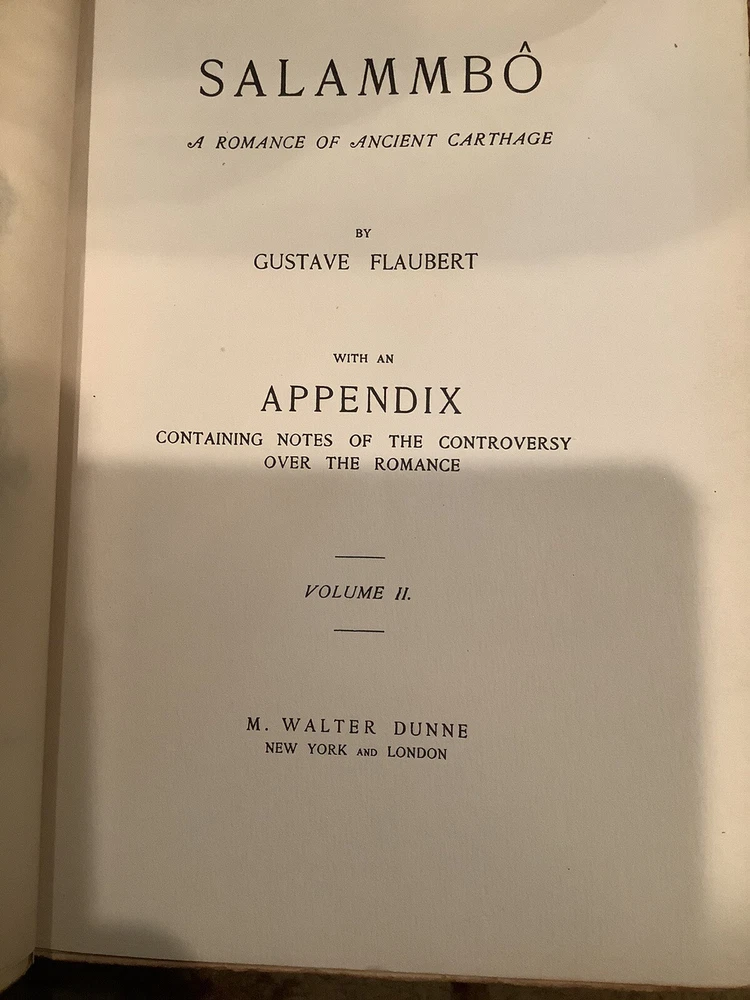 SALAMMBÔ
A ROMANCE OF ANCIENT CARTHAGE
BY
GUSTAVE FLAUBERT
WITH AN
APPENDIX
CONTAINING NOTES OF THE CONTROVERSY
OVER THE ROMANCE
VOLUME II.
M. WALTER DUNNE
NEW YORK AND LONDON